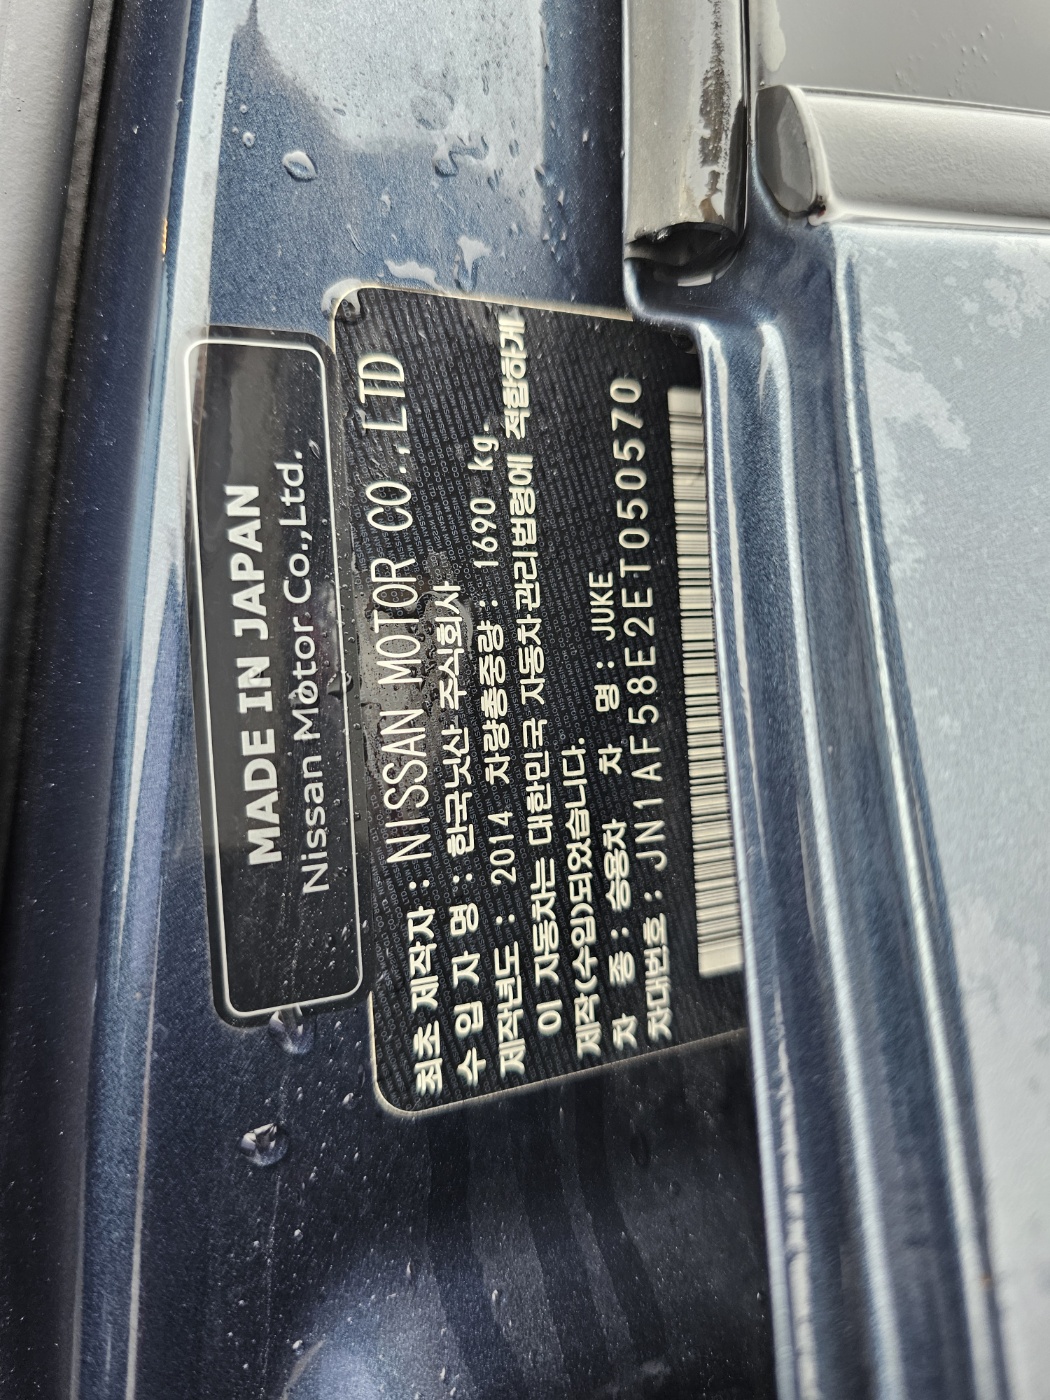 MADE IN JAPAN
Nissan Motor Co.,Ltd.
최초 제작자 : NISSAN MOTOR CO.,LTD
수 입 자 명 : 한국닛산 주식회사
제작년도 : 2014 차량총중량 : 1690 kg.
이 자동차는 대한민국 자동차관리법령에 적합하게
제작(수입)되었습니다.
차 종 : 승용차 차 명 : JUKE
차대번호 : JN1AF58E2ET050570